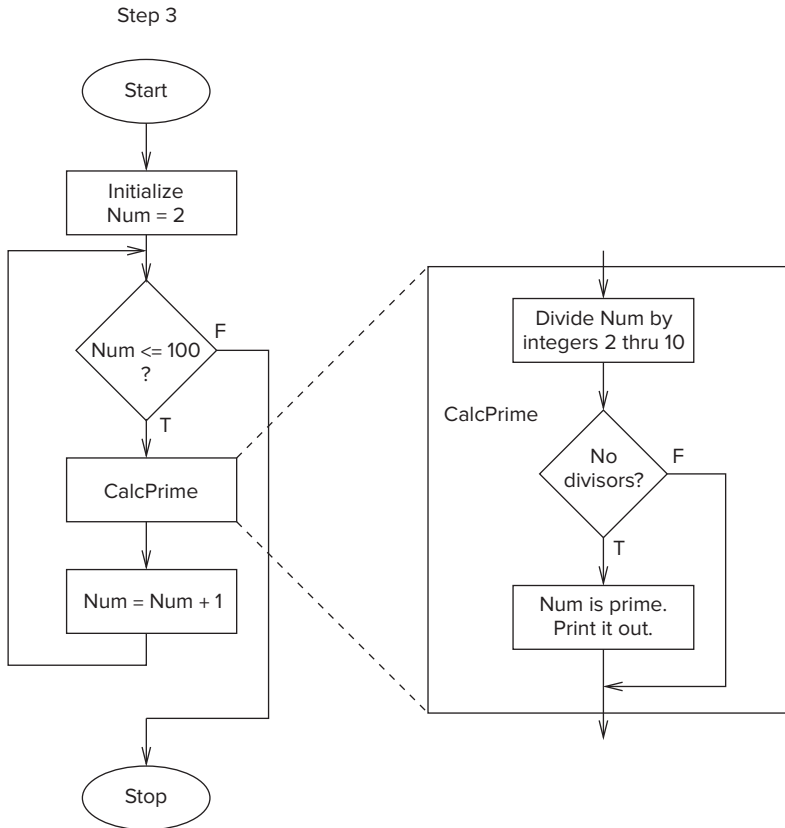 Step 3
Start
Initialize
Num = 2
Num <= 100
?
F
T
CalcPrime
Num = Num + 1
Stop
Divide Num by
integers 2 thru 10
CalcPrime
No
divisors?
F
T
Num is prime.
Print it out.